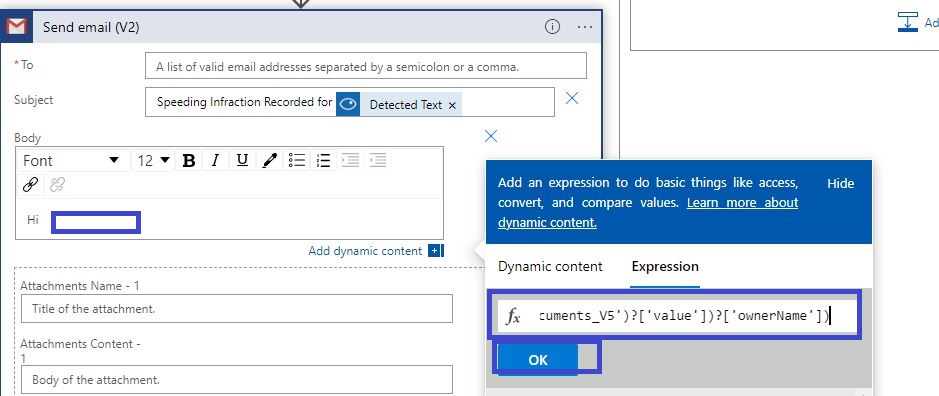 Send email (V2)
Ad
* To
A list of valid email addresses separated by a semicolon or a comma.
Subject
Speeding Infraction Recorded for Detected Text ×
Body
Font 12 B I U
Hi
Add dynamic content
Attachments Name - 1
Title of the attachment.
Attachments Content -
1
Body of the attachment.
Add an expression to do basic things like access,
convert, and compare values. Learn more about
dynamic content.
Hide
Dynamic content Expression
fx cuments_V5')?['value'])?['ownerName'])
OK